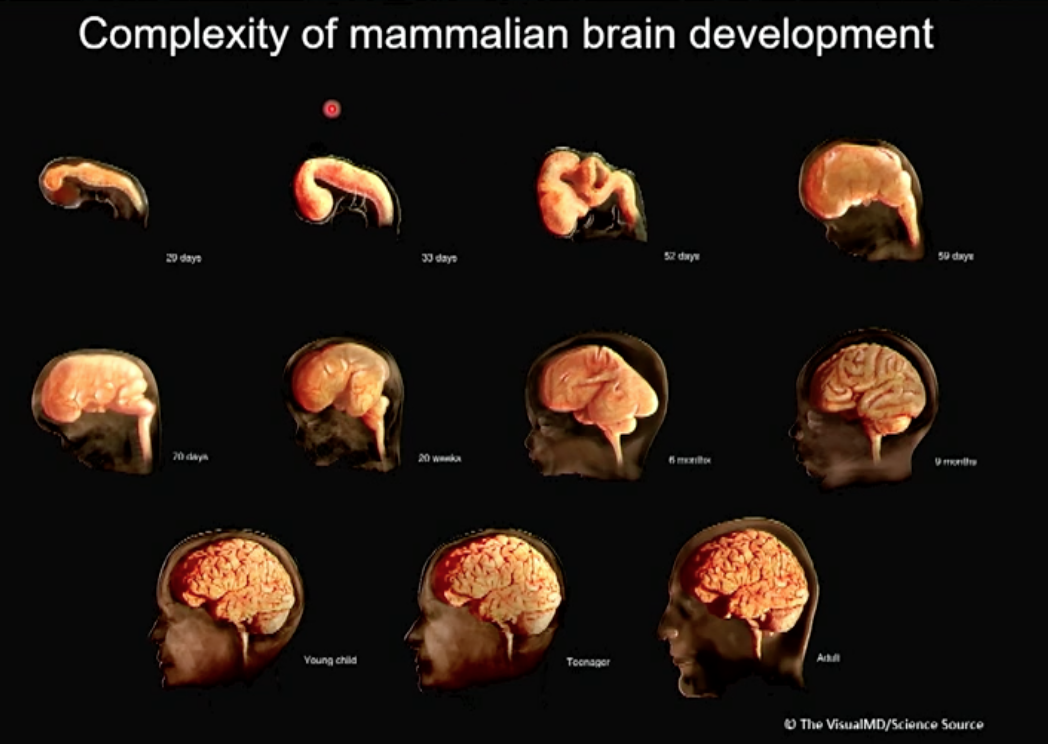 Complexity of mammalian brain development
29 days
33 days
52 days
59 days
70 days
20 weeks
6 months
9 months
Young child
Teenager
Adult
© The VisualMD/Science Source